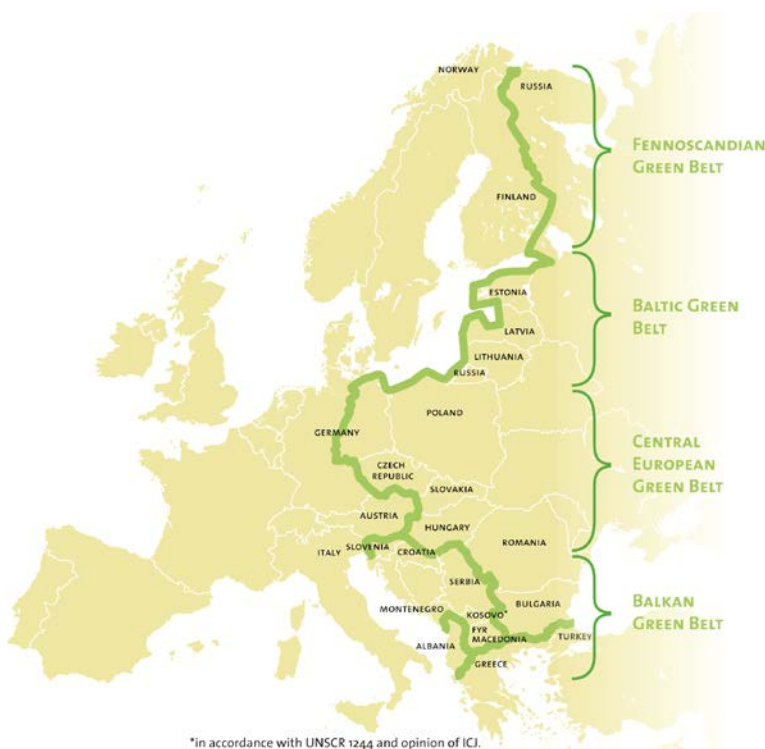 NORWAY
RUSSIA
FENNOSCANDIAN
GREEN BELT
FINLAND
ESTONIA
BALTIC GREEN
BELT
LATVIA
LITHUANIA
RUSSIA
POLAND
GERMANY
CENTRAL
EUROPEAN
GREEN BELT
CZECH
REPUBLIC
SLOVAKIA
AUSTRIA
HUNGARY
ROMANIA
ITALY
SLOVENIA
CROATIA
SERBIA
BULGARIA
BALKAN
GREEN BELT
MONTENEGRO
KOSOVO*
FYR
MACEDONIA
TURKEY
ALBANIA
GREECE
*in accordance with UNSCR 1244 and opinion of ICJ.